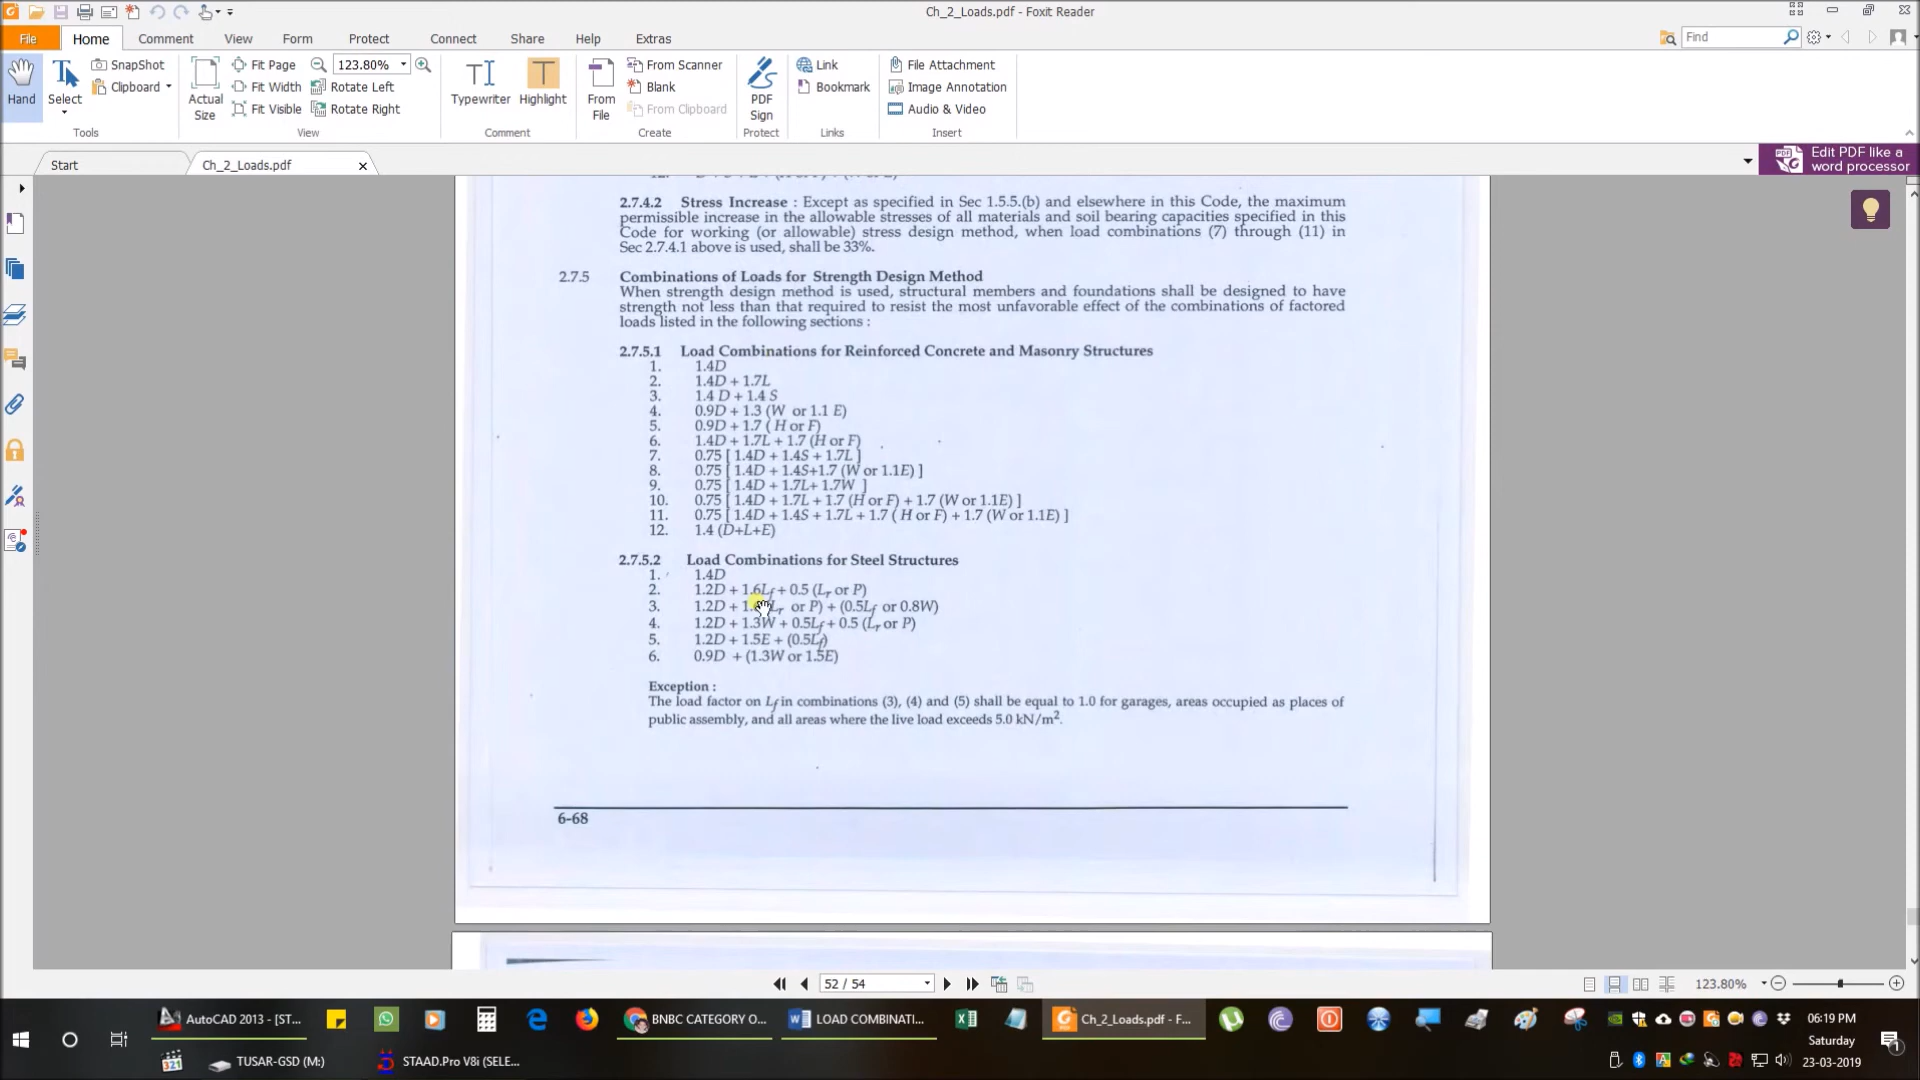 Ch_2_Loads.pdf - Foxit Reader
File Home Comment View Form Protect Connect Share Help Extras Find
Hand
Select
SnapShot
Clipboard
Tools
Actual Size
Fit Page
Fit Width
Fit Visible
123.80%
Rotate Left
Rotate Right
View
Typewriter
Highlight
Comment
From File
From Scanner
Blank
From Clipboard
Create
PDF Sign
Protect
Link
Bookmark
Links
File Attachment
Image Annotation
Audio & Video
Insert
Start
Ch_2_Loads.pdf
Edit PDF like a
word processor
2.7.4.2 Stress Increase : Except as specified in Sec 1.5.5.(b) and elsewhere in this Code, the maximum
permissible increase in the allowable stresses of all materials and soil bearing capacities specified in this
Code for working (or allowable) stress design method, when load combinations (7) through (11) in
Sec 2.7.4.1 above is used, shall be 33%.
2.7.5 Combinations of Loads for Strength Design Method
When strength design method is used, structural members and foundations shall be designed to have
strength not less than that required to resist the most unfavorable effect of the combinations of factored
loads listed in the following sections :
2.7.5.1 Load Combinations for Reinforced Concrete and Masonry Structures
1. 1.4D
2. 1.4D + 1.7L
3. 1.4 D + 1.4 S
4. 0.9D + 1.3 (W or 1.1 E)
5. 0.9D + 1.7 ( H or F)
6. 1.4D + 1.7L + 1.7 (H or F)
7. 0.75 [ 1.4D + 1.4S + 1.7L ]
8. 0.75 [ 1.4D + 1.4S+1.7 (W or 1.1E) ]
9. 0.75 [ 1.4D + 1.7L+ 1.7W ]
10. 0.75 [ 1.4D + 1.7L + 1.7 (H or F) + 1.7 (W or 1.1E) ]
11. 0.75 [ 1.4D + 1.4S + 1.7L + 1.7 ( H or F) + 1.7 (W or 1.1E) ]
12. 1.4 (D+L+E)
2.7.5.2 Load Combinations for Steel Structures
1. 1.4D
2. 1.2D + 1.6Lf + 0.5 (Lr or P)
3. 1.2D + Lr or P) + (0.5Lf or 0.8W)
4. 1.2D + 1.3W + 0.5Lf + 0.5 (Lr or P)
5. 1.2D + 1.5E + (0.5Lf)
6. 0.9D + (1.3W or 1.5E)
Exception :
The load factor on Lf in combinations (3), (4) and (5) shall be equal to 1.0 for garages, areas occupied as places of
public assembly, and all areas where the live load exceeds 5.0 kN/m2.
6-68
52 / 54
123.80%
AutoCAD 2013 - [ST...
BNBC CATEGORY O...
LOAD COMBINATI...
Ch_2_Loads.pdf - F...
TUSAR-GSD (M:)
STAAD.Pro V8i (SELE...
06:19 PM
Saturday
23-03-2019